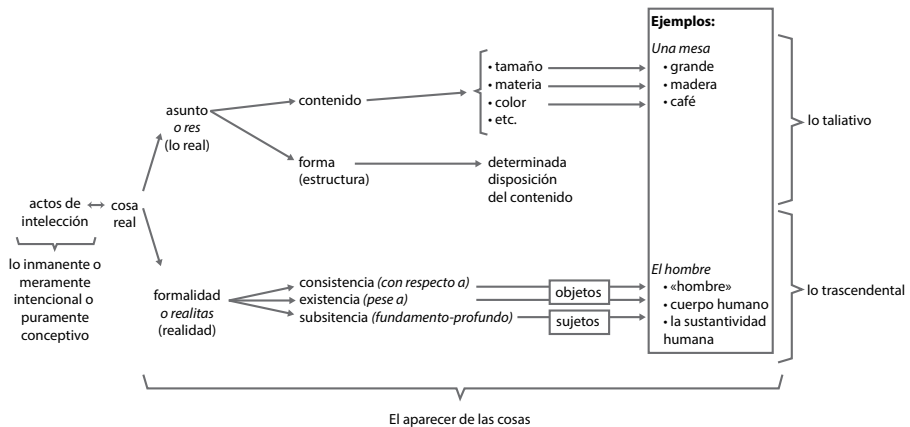 Ejemplos:
Una mesa
• tamaño
• grande
• materia
• madera
contenido
• color
• café
asunto
• etc.
o res
lo taliativo
(lo real)
forma
determinada
(estructura)
disposición
del contenido
actos de
cosa
intelección
real
lo inmanente o
El hombre
meramente
consistencia (con respecto a)
• «hombre»
intencional o
formalidad
objetos
lo trascendental
puramente
o realitas
existencia (pese a)
• cuerpo humano
conceptivo
(realidad)
subsitencia (fundamento-profundo)
sujetos
• la sustantividad
humana
El aparecer de las cosas